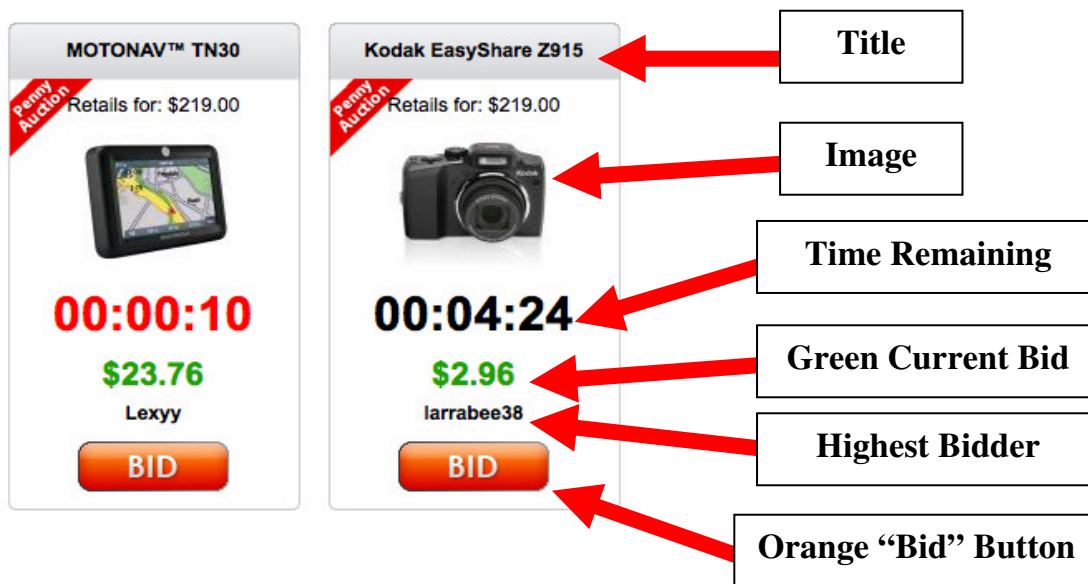 MOTONAV™ TN30
Penny
Auction
Retails for: $219.00
00:00:10
$23.76
Lexyy
BID
Kodak EasyShare Z915
Penny
Auction
Retails for: $219.00
Kodak
00:04:24
$2.96
larrabee38
BID
Title
Image
Time Remaining
Green Current Bid
Highest Bidder
Orange “Bid” Button